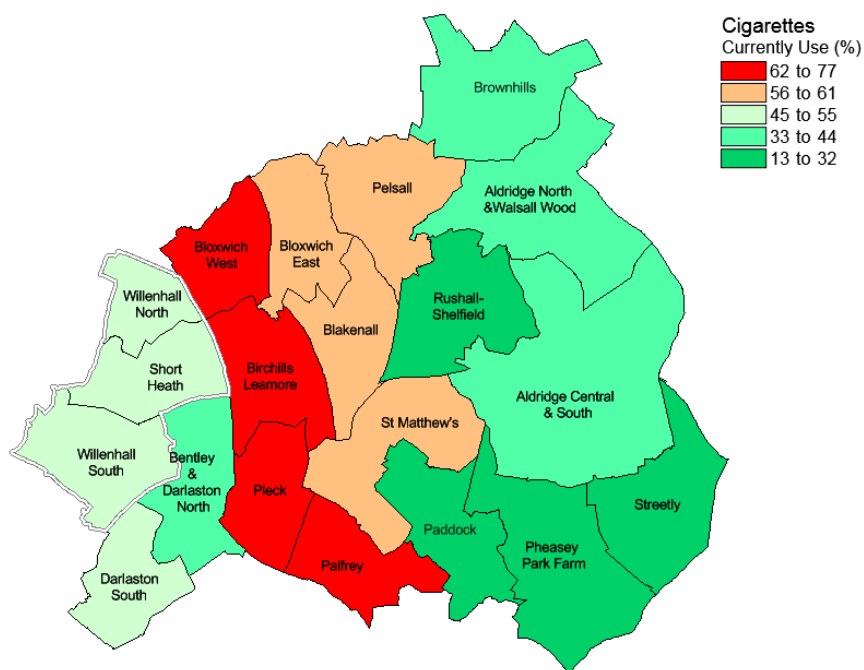 Cigarettes
Currently Use (%)
62 to 77
56 to 61
45 to 55
33 to 44
13 to 32
Brownhills
Pelsall
Aldridge North
&Walsall Wood
Bloxwich
West
Bloxwich
East
Willenhall
North
Rushall-
Shelfield
Blakenall
Short
Heath
Birchills
Leamore
Aldridge Central
& South
St Matthew's
Willenhall
South
Bentley
&
Darlaston
North
Pleck
Streetly
Paddock
Pheasey
Park Farm
Palfrey
Darlaston
South